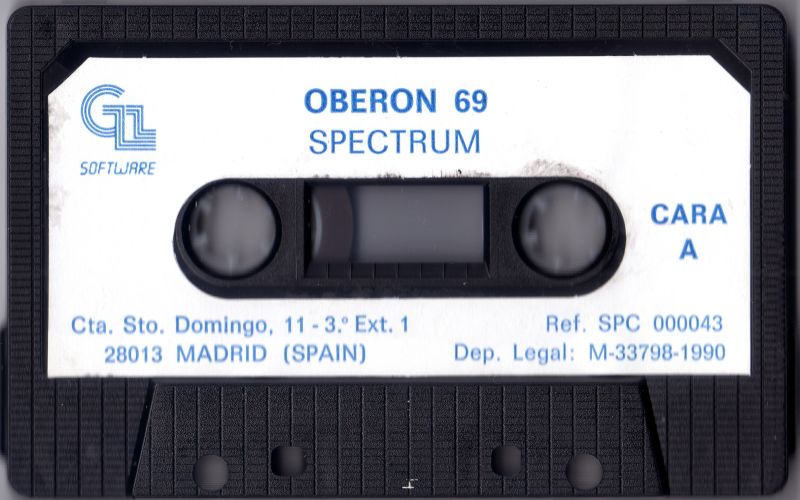 GLL
SOFTWARE
OBERON 69
SPECTRUM
CARA
A
Cta. Sto. Domingo, 11 - 3.º Ext. 1
28013 MADRID (SPAIN)
Ref. SPC 000043
Dep. Legal: M-33798-1990